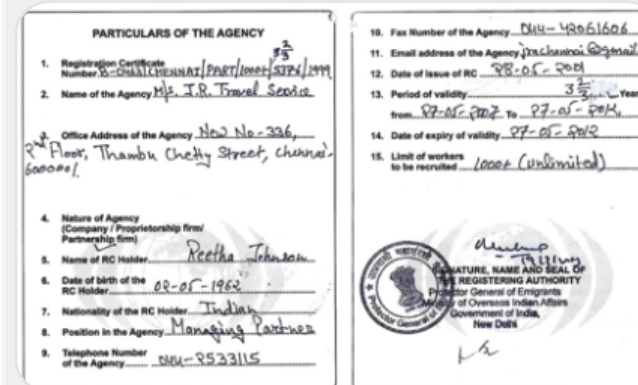 PARTICULARS OF THE AGENCY
1. Registration Certificate
Number B-0463/CHENNAI/PART/1000+/5376/1999
2. Name of the Agency M/s. J.R. Travel Service
3. Office Address of the Agency New No-336,
2nd Floor, Thambu Chetty Street, Chennai-
600001.
4. Nature of Agency
(Company / Proprietorship firm/
Partnership firm)
5. Name of RC Holder Reetha Johnson
6. Date of birth of the
RC Holder 02-05-1962
7. Nationality of the RC Holder Indian
8. Position in the Agency Managing Partner
9. Telephone Number
of the Agency 044-2533115
10. Fax Number of the Agency 044-42061606
11. Email address of the Agency
12. Date of Issue of RC 28-05-2001
13. Period of validity 3 Year
from 27-05-2007 To 27-05-2012
14. Date of expiry of validity 27-05-2012
15. Limit of workers
to be recruited 1000+ (unlimited)
SIGNATURE, NAME AND SEAL OF
THE REGISTERING AUTHORITY
Protector General of Emigrants
Ministry of Overseas Indian Affairs
Government of India,
New Delhi